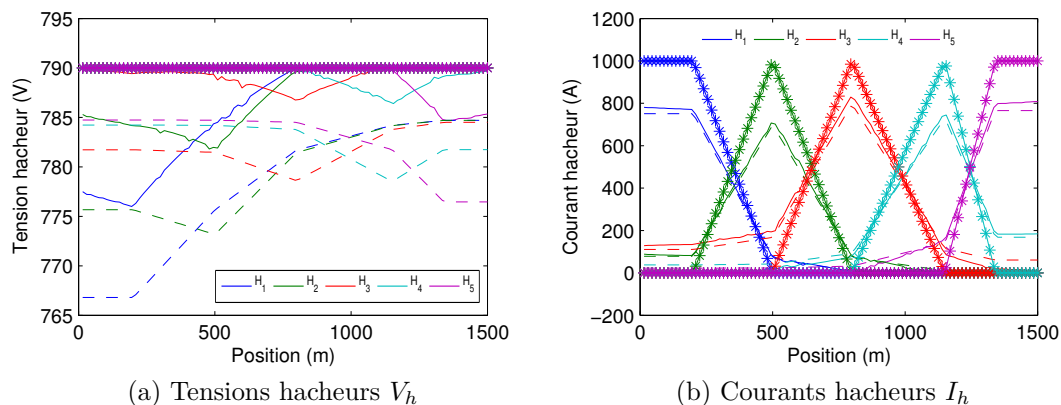 795
790
785
780
775
770
765
0
500
1000
1500
Tension hacheur (V)
Position (m)
H1 H2 H3 H4 H5
(a) Tensions hacheurs Vh
1200
1000
800
600
400
200
0
−200
0
500
1000
1500
Courant hacheur (A)
Position (m)
H1 H2 H3 H4 H5
(b) Courants hacheurs Ih